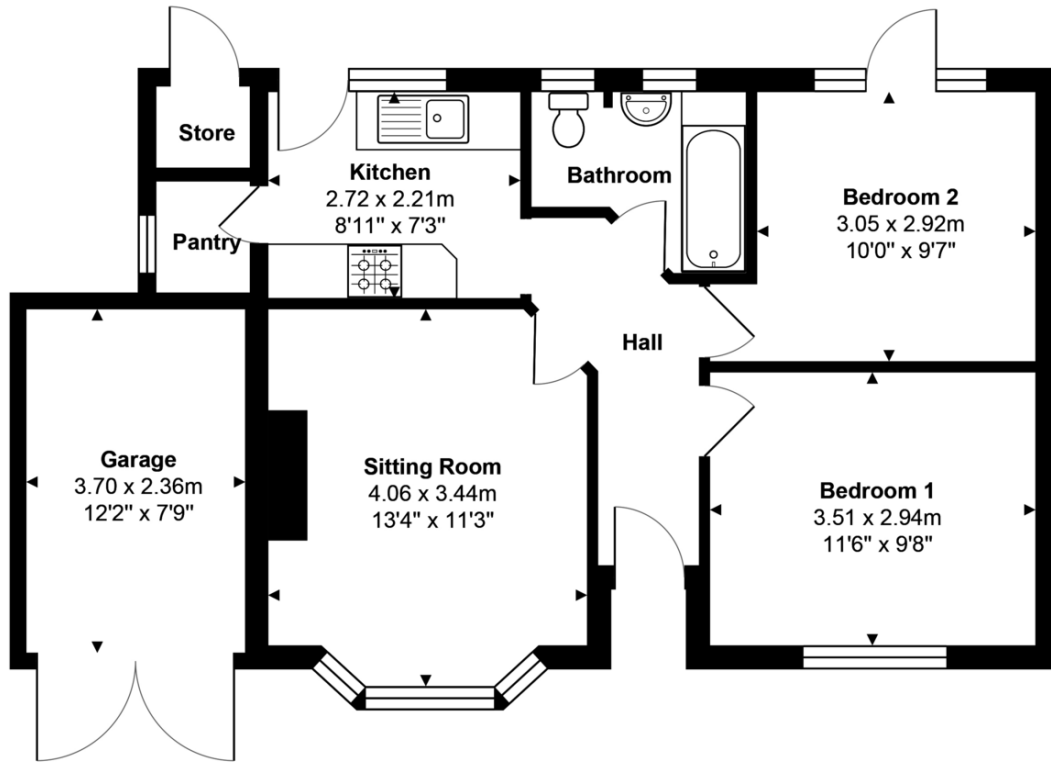 Store
Kitchen
2.72 x 2.21m
8'11" x 7'3"
Pantry
Bathroom
Bedroom 2
3.05 x 2.92m
10'0" x 9'7"
Hall
Garage
3.70 x 2.36m
12'2" x 7'9"
Sitting Room
4.06 x 3.44m
13'4" x 11'3"
Bedroom 1
3.51 x 2.94m
11'6" x 9'8"